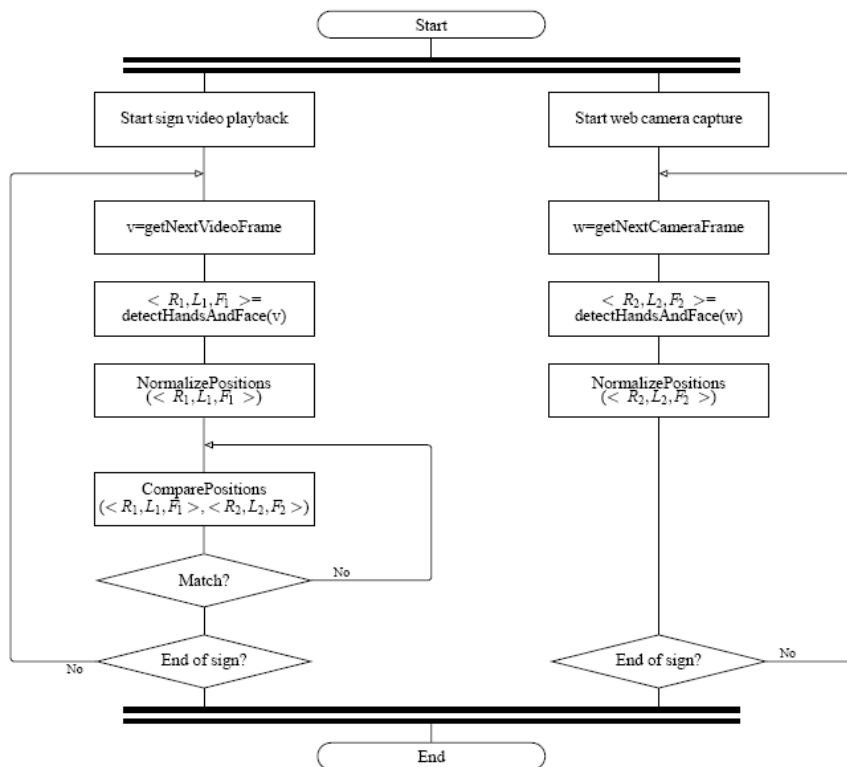 Start
Start sign video playback
v=getNextVideoFrame
< R₁, L₁, F₁ >=
detectHandsAndFace(v)
NormalizePositions
(< R₁, L₁, F₁ >)
ComparePositions
(< R₁, L₁, F₁ >, < R₂, L₂, F₂ >)
Match?
No
End of sign?
No
Start web camera capture
w=getNextCameraFrame
< R₂, L₂, F₂ >=
detectHandsAndFace(w)
NormalizePositions
(< R₂, L₂, F₂ >)
End of sign?
No
End